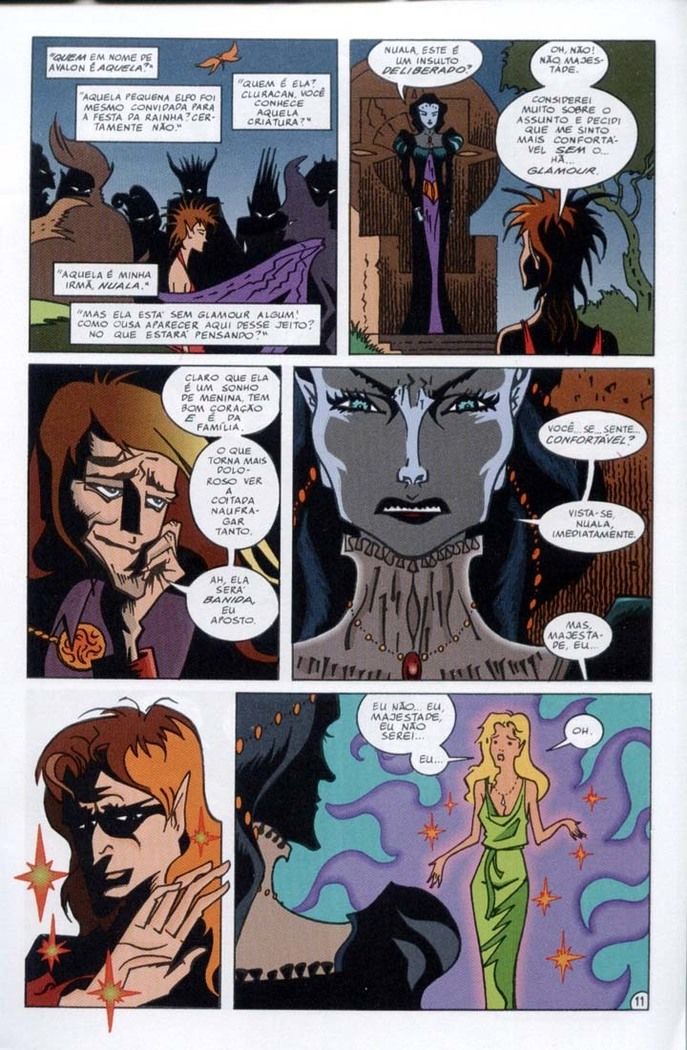 "QUEM EM NOME DE
AVALON É AQUELA?"
"AQUELA PEQUENA ELFO FOI
MESMO CONVIDADA PARA
A FESTA DA RAINHA? CER-
TAMENTE NÃO."
"QUEM É ELA?
CLURACAN, VOCÊ
CONHECE
AQUELA
CRIATURA?"
"AQUELA É MINHA
IRMÃ, NUALA."
"MAS ELA ESTÁ SEM GLAMOUR ALGUM!
COMO OUSA APARECER AQUI DESSE JEITO?
NO QUE ESTARÁ PENSANDO?"
NUALA, ESTE É
UM INSULTO
DELIBERADO?
OH, NÃO!
NÃO, MAJES-
TADE.
CONSIDEREI
MUITO SOBRE O
ASSUNTO E DECIDI
QUE ME SINTO
MAIS CONFORTÁ-
VEL SEM O...
HÃ...
GLAMOUR.
CLARO QUE ELA
É UM SONHO
DE MENINA, TEM
BOM CORAÇÃO
E É DA
FAMÍLIA.
O QUE
TORNA MAIS
DOLO-
ROSO VER
A
COITADA
NAUFRA-
GAR
TANTO.
AH, ELA
SERÁ
BANIDA,
EU
APOSTO.
VOCÊ...SE...SENTE...
CONFORTÁVEL?
VISTA-SE,
NUALA,
IMEDIATAMENTE.
MAS,
MAJESTA-
DE, EU...
EU NÃO... EU,
MAJESTADE,
EU NÃO
SEREI...
EU...
OH.
11